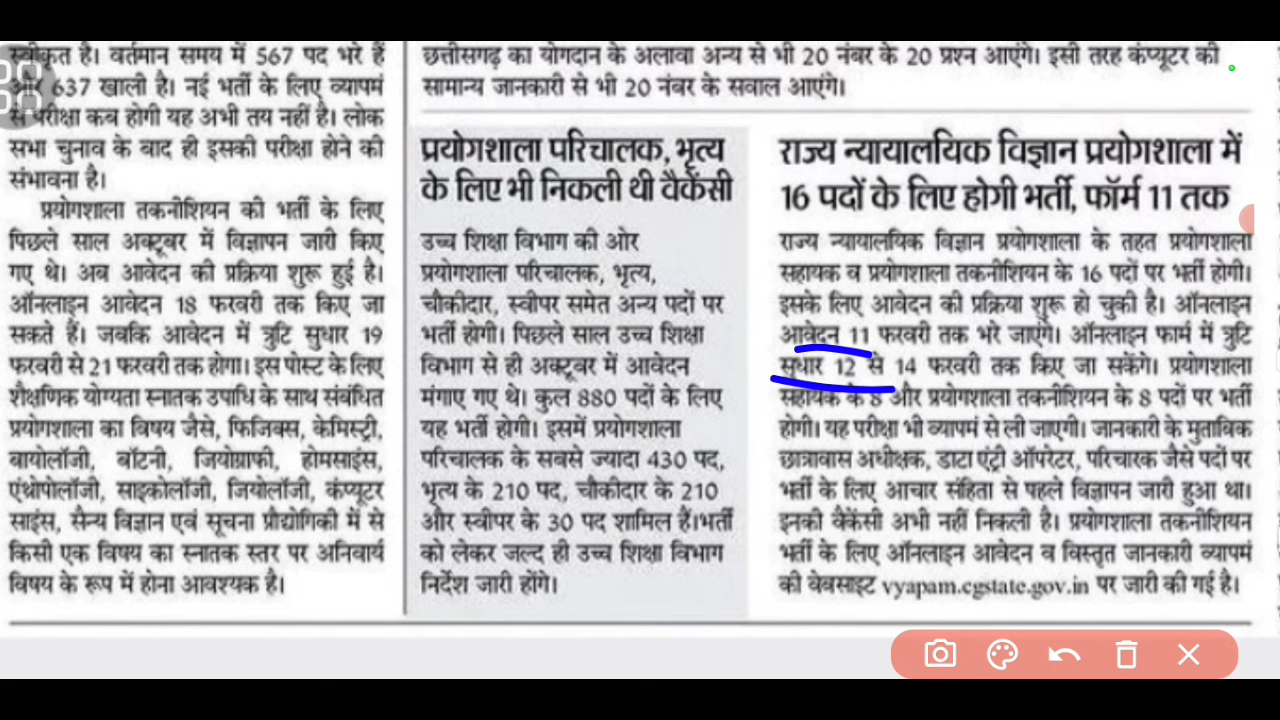 स्वीकृत है। वर्तमान समय में 567 पद भरे हैं
और 637 खाली है। नई भर्ती के लिए व्यापमं
से परीक्षा कब होगी यह अभी तय नहीं है। लोक
सभा चुनाव के बाद ही इसकी परीक्षा होने की
संभावना है।
प्रयोगशाला तकनीशियन की भर्ती के लिए
पिछले साल अक्टूबर में विज्ञापन जारी किए
गए थे। अब आवेदन की प्रक्रिया शुरू हुई है।
ऑनलाइन आवेदन 18 फरवरी तक किए जा
सकते हैं। जबकि आवेदन में त्रुटि सुधार 19
फरवरी से 21 फरवरी तक होगा। इस पोस्ट के लिए
शैक्षणिक योग्यता स्नातक उपाधि के साथ संबंधित
प्रयोगशाला का विषय जैसे, फिजिक्स, केमिस्ट्री,
बायोलॉजी, बॉटनी, जियोग्राफी, होमसाइंस,
एंथ्रोपोलॉजी, साइकोलॉजी, जियोलॉजी, कंप्यूटर
साइंस, सैन्य विज्ञान एवं सूचना प्रौद्योगिकी में से
किसी एक विषय का स्नातक स्तर पर अनिवार्य
विषय के रूप में होना आवश्यक है।
छत्तीसगढ़ का योगदान के अलावा अन्य से भी 20 नंबर के 20 प्रश्न आएंगे। इसी तरह कंप्यूटर की
सामान्य जानकारी से भी 20 नंबर के सवाल आएंगे।
प्रयोगशाला परिचालक, भृत्य
के लिए भी निकली थी वैकेंसी
उच्च शिक्षा विभाग की ओर
प्रयोगशाला परिचालक, भृत्य,
चौकीदार, स्वीपर समेत अन्य पदों पर
भर्ती होगी। पिछले साल उच्च शिक्षा
विभाग से ही अक्टूबर में आवेदन
मंगाए गए थे। कुल 880 पदों के लिए
यह भर्ती होगी। इसमें प्रयोगशाला
परिचालक के सबसे ज्यादा 430 पद,
भृत्य के 210 पद, चौकीदार के 210
और स्वीपर के 30 पद शामिल हैं।भर्ती
को लेकर जल्द ही उच्च शिक्षा विभाग
निर्देश जारी होंगे।
राज्य न्यायालयिक विज्ञान प्रयोगशाला में
16 पदों के लिए होगी भर्ती, फॉर्म 11 तक
राज्य न्यायालयिक विज्ञान प्रयोगशाला के तहत प्रयोगशाला
सहायक व प्रयोगशाला तकनीशियन के 16 पदों पर भर्ती होगी।
इसके लिए आवेदन की प्रक्रिया शुरू हो चुकी है। ऑनलाइन
आवेदन 11 फरवरी तक भरे जाएंगे। ऑनलाइन फार्म में त्रुटि
सुधार 12 से 14 फरवरी तक किए जा सकेंगे। प्रयोगशाला
सहायक के 8 और प्रयोगशाला तकनीशियन के 8 पदों पर भर्ती
होगी। यह परीक्षा भी व्यापमं से ली जाएगी। जानकारी के मुताबिक
छात्रावास अधीक्षक, डाटा एंट्री ऑपरेटर, परिचारक जैसे पदों पर
भर्ती के लिए आचार संहिता से पहले विज्ञापन जारी हुआ था।
इनकी वैकेंसी अभी नहीं निकली है। प्रयोगशाला तकनीशियन
भर्ती के लिए ऑनलाइन आवेदन व विस्तृत जानकारी व्यापमं
की वेबसाइट vyapam.cgstate.gov.in पर जारी की गई है।